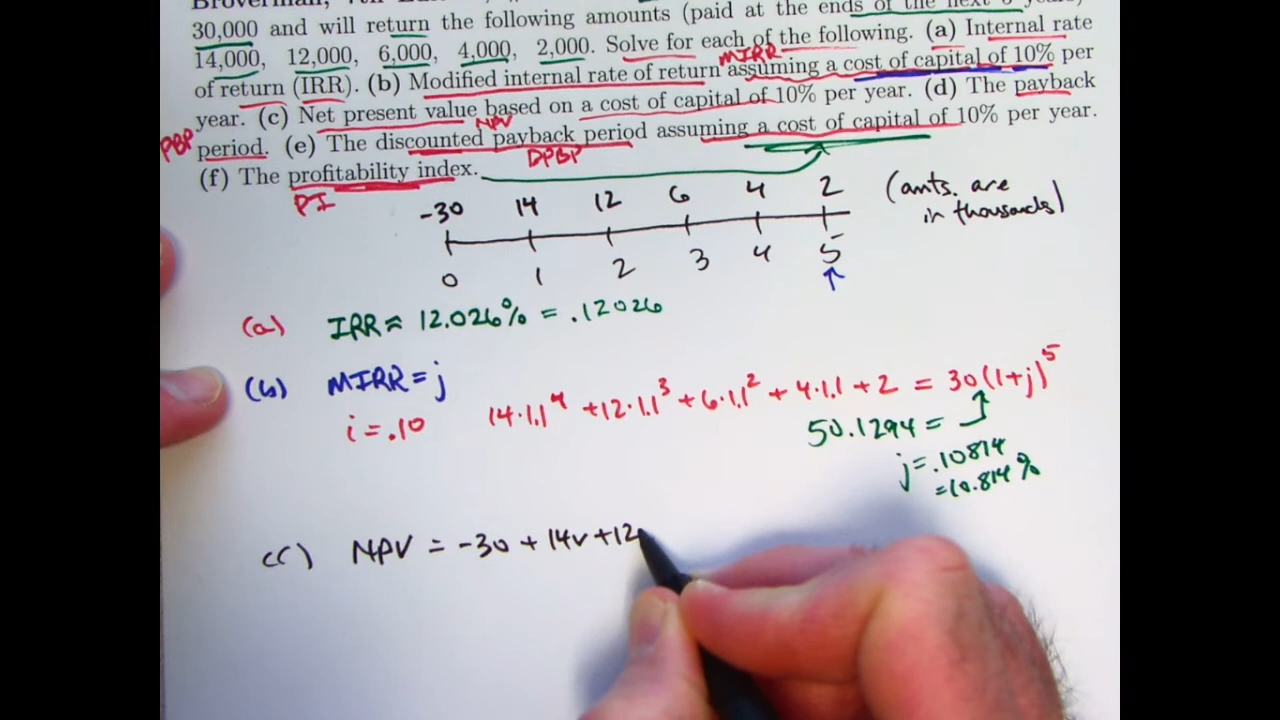 30,000 and will return the following amounts (paid at the ends of the next
14,000, 12,000, 6,000, 4,000, 2,000. Solve for each of the following. (a) Internal rate
MIRR
of return (IRR). (b) Modified internal rate of return assuming a cost of capital of 10% per
year. (c) Net present value based on a cost of capital of 10% per year. (d) The payback
NPV
PBP period. (e) The discounted payback period assuming a cost of capital of 10% per year.
DPBP
(f) The profitability index.
PI
-30 14 12 6 4 2 (amts. are
in thousands)
0 1 2 3 4 5
(a) IRR ≈ 12.026% = .12026
(b) MIRR = j
i = .10 14·1.1⁴ + 12·1.1³ + 6·1.1² + 4·1.1 + 2 = 30(1+j)⁵
50.1294 =
j = .10814
= 10.814%
(c) NPV = -30 + 14v + 12